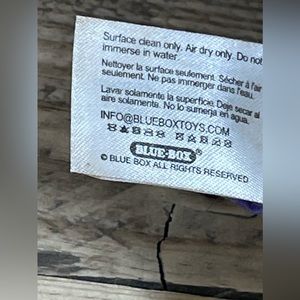 Surface clean only. Air dry only. Do not
immerse in water.
Nettoyer la surface seulement. Sécher à l'air
seulement. Ne pas immerger dans l'eau.
Lavar solamente la superficie. Deje secar al
aire solamente. No lo sumerja en agua.
INFO@BLUEBOXTOYS.COM
BLUE-BOX®
© BLUE BOX ALL RIGHTS RESERVED